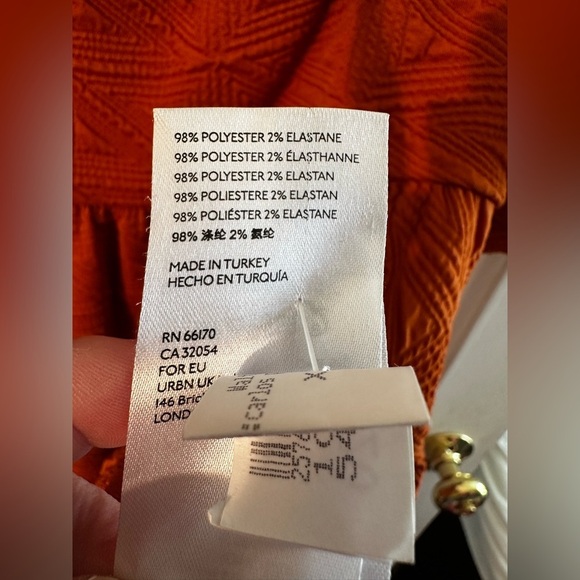 98% POLYESTER 2% ELASTANE
98% POLYESTER 2% ÉLASTHANNE
98% POLYESTER 2% ELASTAN
98% POLIESTERE 2% ELASTAN
98% POLIÉSTER 2% ELASTANE
98% 涤纶 2% 氨纶
MADE IN TURKEY
HECHO EN TURQUÍA
RN 66170
CA 32054
FOR EU
URBN UK
146